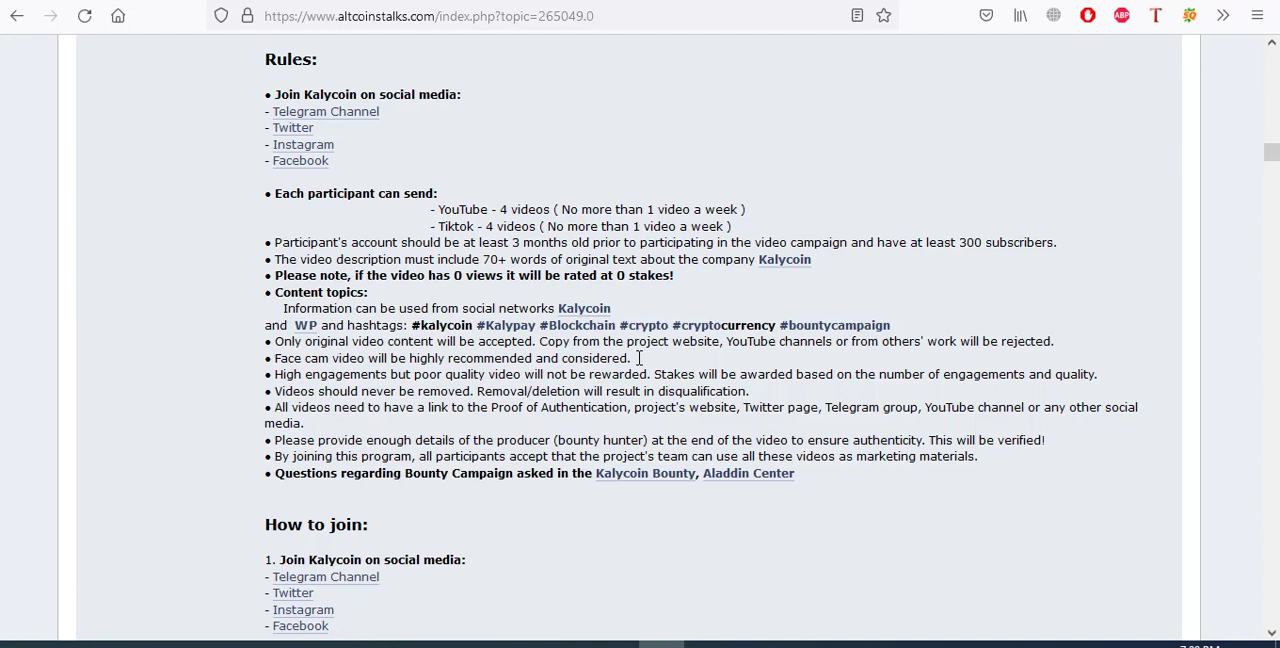 https://www.altcoinstalks.com/index.php?topic=265049.0
ABP
T
SQ
Rules:
● Join Kalycoin on social media:
- Telegram Channel
- Twitter
- Instagram
- Facebook
● Each participant can send:
- YouTube - 4 videos ( No more than 1 video a week )
- Tiktok - 4 videos ( No more than 1 video a week )
● Participant's account should be at least 3 months old prior to participating in the video campaign and have at least 300 subscribers.
● The video description must include 70+ words of original text about the company Kalycoin
● Please note, if the video has 0 views it will be rated at 0 stakes!
● Content topics:
Information can be used from social networks Kalycoin
and WP and hashtags: #kalycoin #Kalypay #Blockchain #crypto #cryptocurrency #bountycampaign
● Only original video content will be accepted. Copy from the project website, YouTube channels or from others' work will be rejected.
● Face cam video will be highly recommended and considered.
● High engagements but poor quality video will not be rewarded. Stakes will be awarded based on the number of engagements and quality.
● Videos should never be removed. Removal/deletion will result in disqualification.
● All videos need to have a link to the Proof of Authentication, project's website, Twitter page, Telegram group, YouTube channel or any other social
media.
● Please provide enough details of the producer (bounty hunter) at the end of the video to ensure authenticity. This will be verified!
● By joining this program, all participants accept that the project's team can use all these videos as marketing materials.
● Questions regarding Bounty Campaign asked in the Kalycoin Bounty, Aladdin Center
How to join:
1. Join Kalycoin on social media:
- Telegram Channel
- Twitter
- Instagram
- Facebook